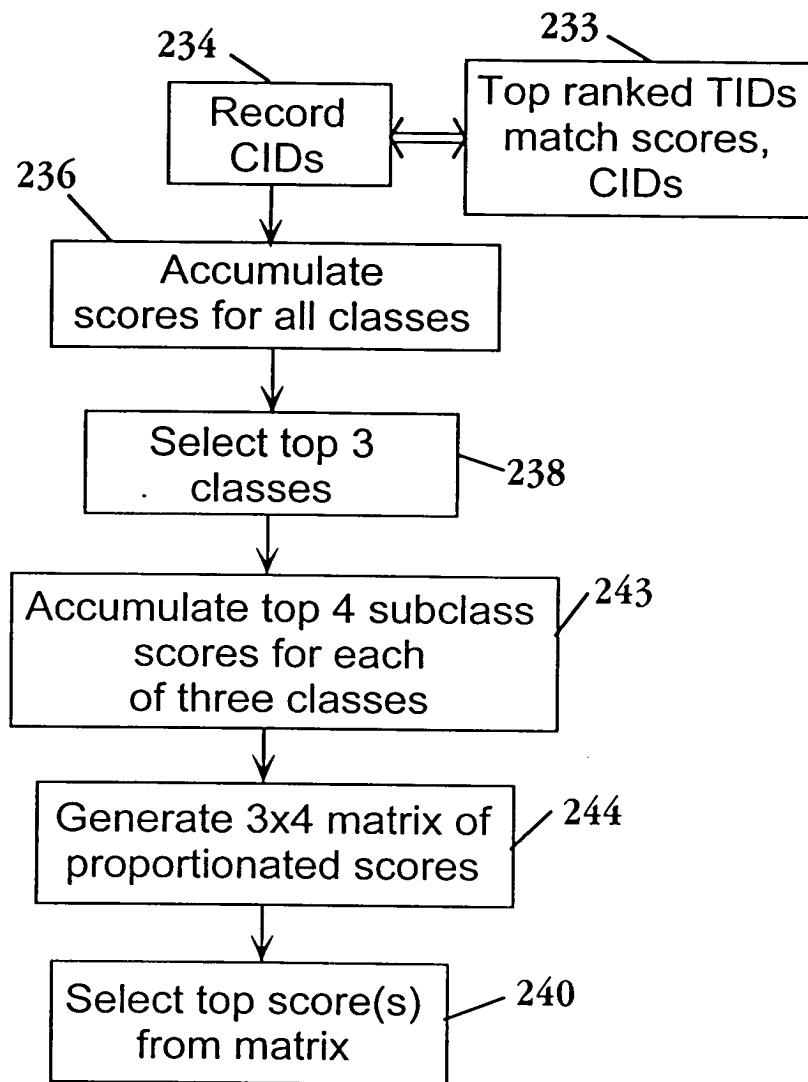 234
233
Record
CIDs
Top ranked TIDs
match scores,
CIDs
236
Accumulate
scores for all classes
Select top 3
classes
238
Accumulate top 4 subclass
scores for each
of three classes
243
Generate 3x4 matrix of
proportionated scores
244
Select top score(s)
from matrix
240